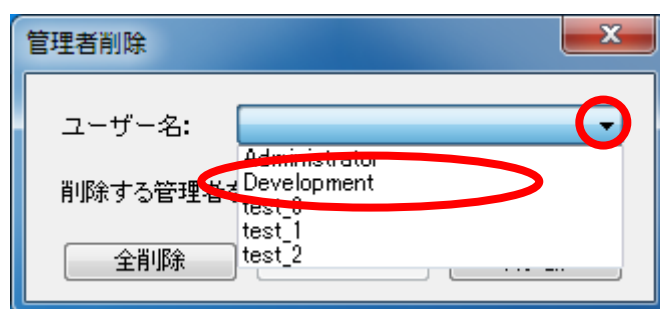 管理者削除
ユーザー名:
Administrator
Development
削除する管理者
test_0
test_1
test_2
全削除